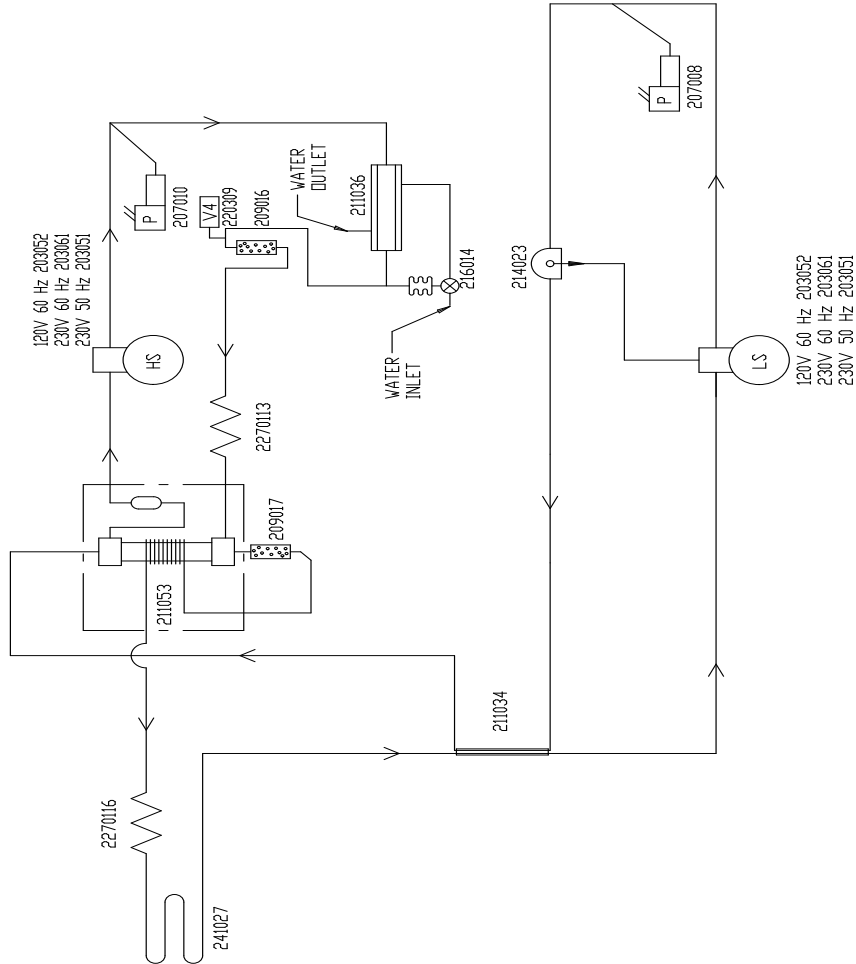 120V 60 Hz 203052
230V 60 Hz 203061
230V 50 Hz 203051
HS
P
207010
V4
220309
209016
WATER
OUTLET
211036
216014
WATER
INLET
2270113
209017
211053
2270116
241027
211034
214023
P
207008
LS
120V 60 Hz 203052
230V 60 Hz 203061
230V 50 Hz 203051